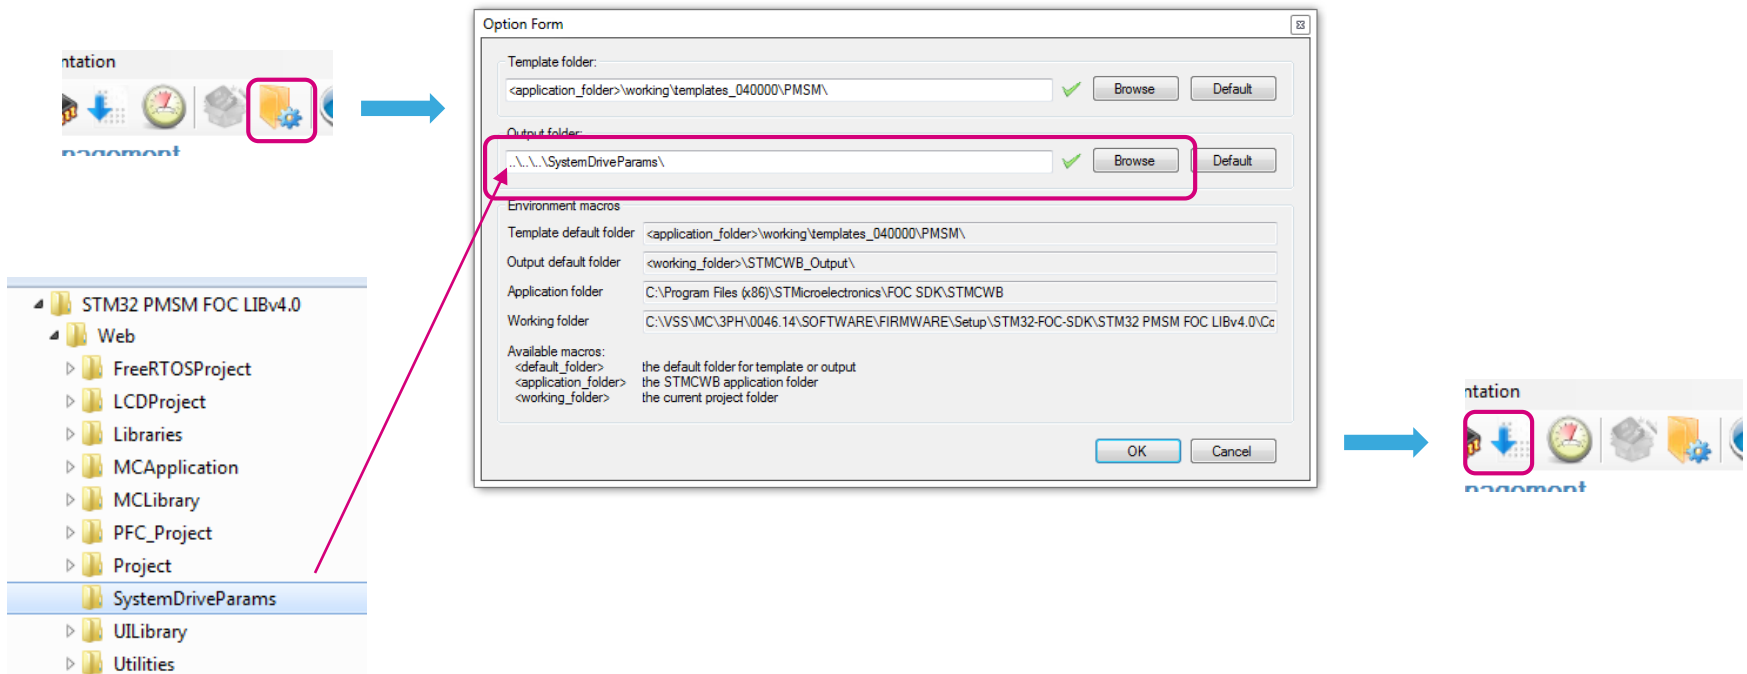 ntation
Option Form
Template folder:
<application_folder>\working\templates_040000\PMSM\
Browse
Default
Output folder:
..\..\..\SystemDriveParams\
Browse
Default
Environment macros
Template default folder <application_folder>\working\templates_040000\PMSM\
Output default folder <working_folder>\STMCWB_Output\
Application folder C:\Program Files (x86)\STMicroelectronics\FOC SDK\STMCWB
Working folder C:\VSS\MC\3PH\0046.14\SOFTWARE\FIRMWARE\Setup\STM32-FOC-SDK\STM32 PMSM FOC LIBv4.0\Cc
Available macros:
<default_folder> the default folder for template or output
<application_folder> the STMCWB application folder
<working_folder> the current project folder
OK
Cancel
STM32 PMSM FOC LIBv4.0
Web
FreeRTOSProject
LCDProject
Libraries
MCApplication
MCLibrary
PFC_Project
Project
SystemDriveParams
UILibrary
Utilities
ntation